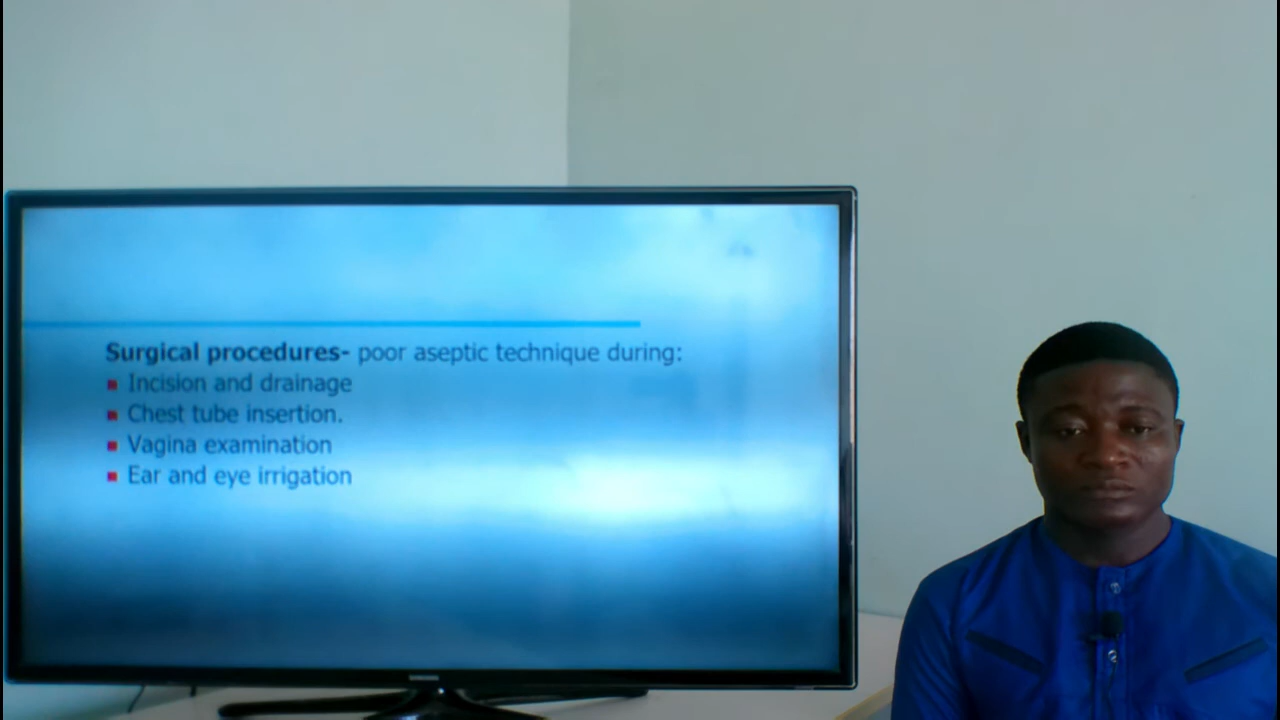 Surgical procedures- poor aseptic technique during:
Incision and drainage
Chest tube insertion.
Vagina examination
Ear and eye irrigation